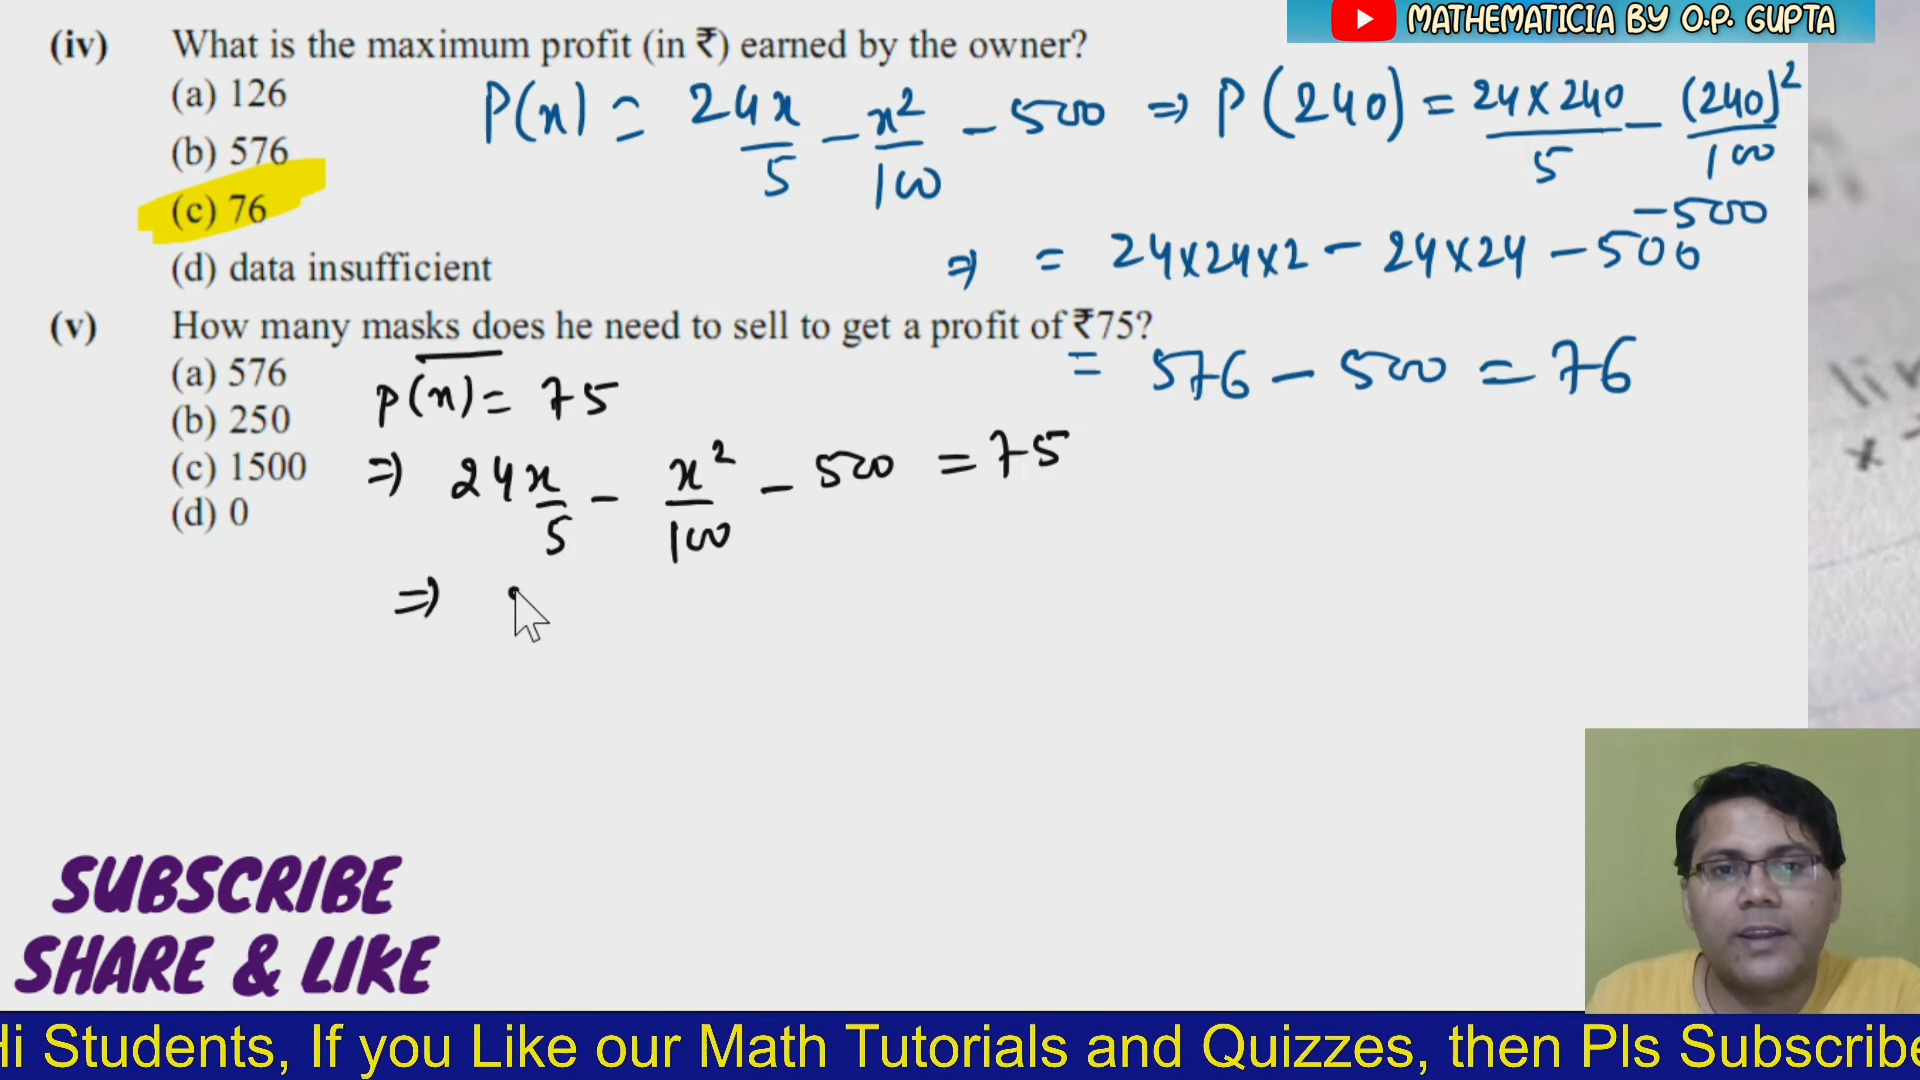 MATHEMATICIA BY O.P. GUPTA
(iv) What is the maximum profit (in ₹) earned by the owner?
(a) 126
(b) 576
(c) 76
(d) data insufficient
P(x) = 24x/5 - x²/100 - 500 ⇒ P(240) = 24×240/5 - (240)²/100 - 500
⇒ = 24×24×2 - 24×24 - 500
= 576 - 500 = 76
(v) How many masks does he need to sell to get a profit of ₹75?
(a) 576
(b) 250
(c) 1500
(d) 0
P(x) = 75
⇒ 24x/5 - x²/100 - 500 = 75
⇒
SUBSCRIBE
SHARE & LIKE
Hi Students, If you Like our Math Tutorials and Quizzes, then Pls Subscribe